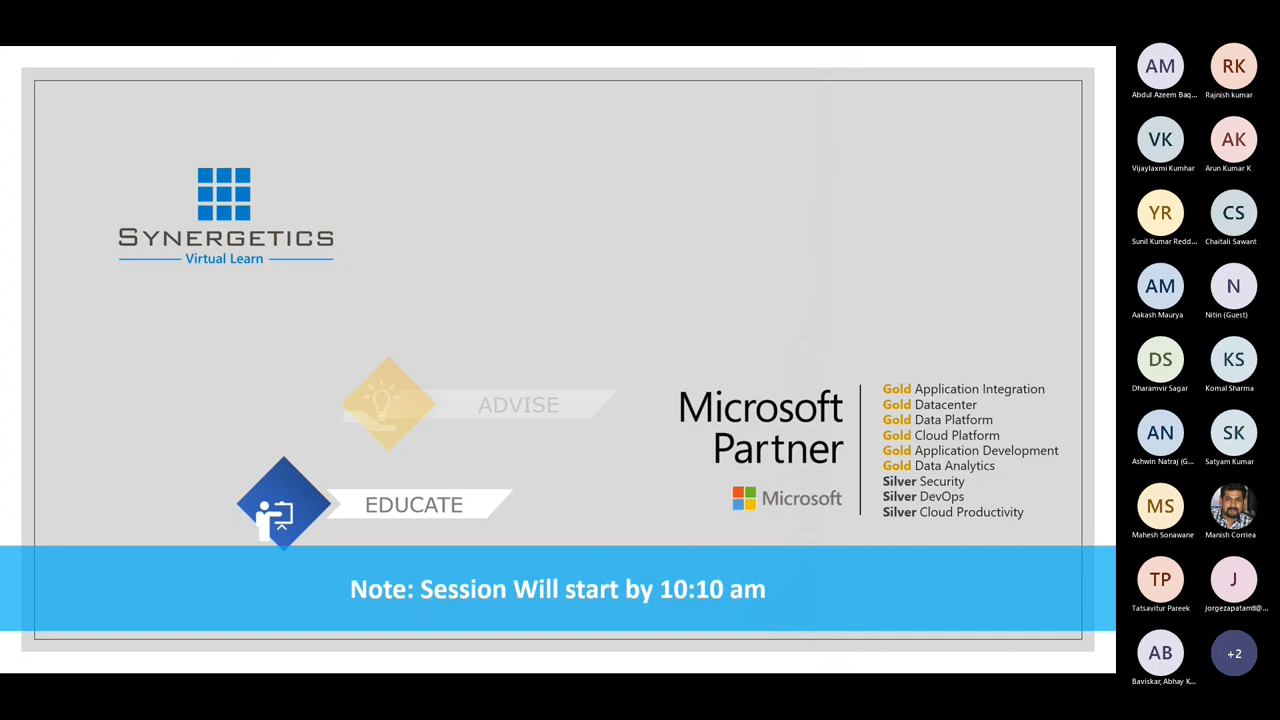 SYNERGETICS
Virtual Learn
ADVISE
EDUCATE
Microsoft
Partner
Microsoft
Gold Application Integration
Gold Datacenter
Gold Data Platform
Gold Cloud Platform
Gold Application Development
Gold Data Analytics
Silver Security
Silver DevOps
Silver Cloud Productivity
Note: Session Will start by 10:10 am
AM
RK
Abdul Azeem Baq...
Rajnish kumar
VK
AK
Vijaylaxmi Kumhar
Arun Kumar K
YR
CS
Sunil Kumar Redd...
Chaitali Sawant
AM
N
Aakash Maurya
Nitin (Guest)
DS
KS
Dharamvir Sagar
Komal Sharma
AN
SK
Ashwin Natraj (G...
Satyam Kumar
MS
Mahesh Sonawane
Manish Corriea
TP
J
Tatsavitur Pareek
jorgezapatamtl@...
AB
+2
Baviskar, Abhay K...